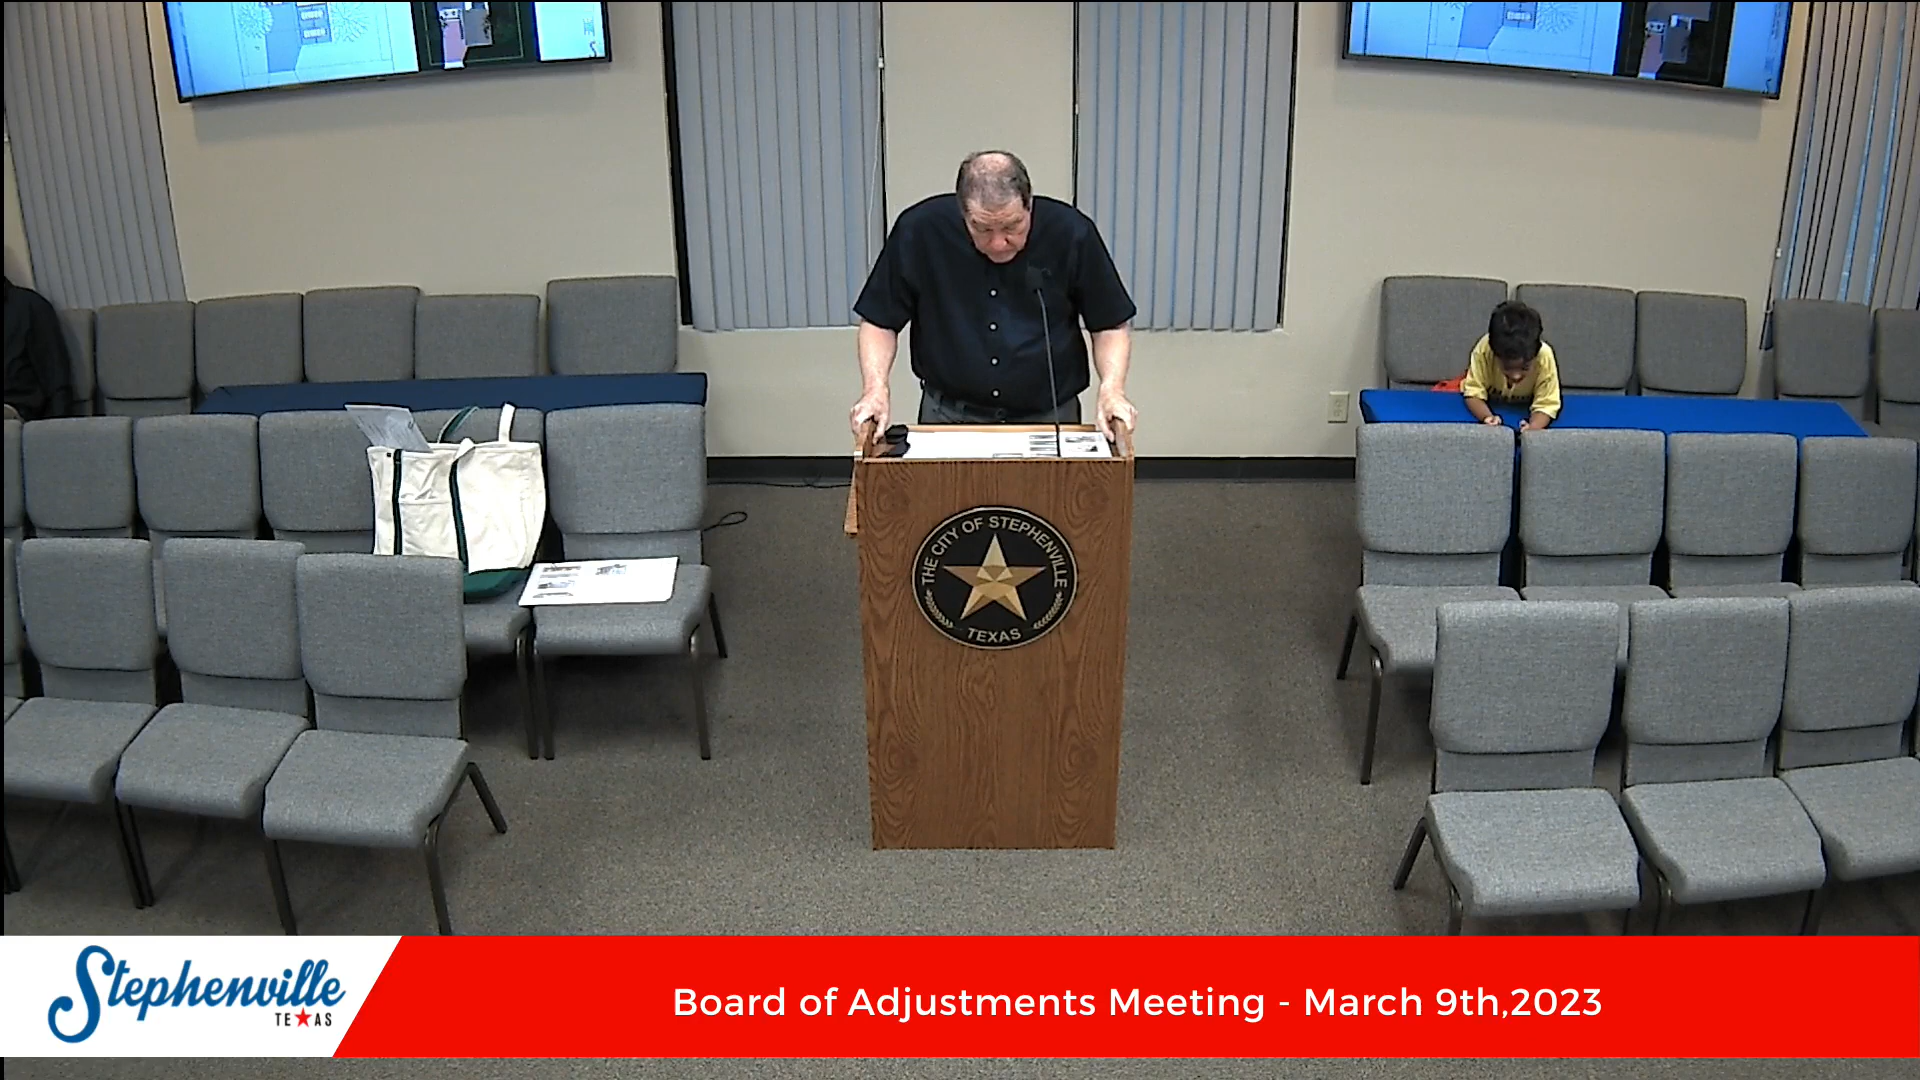 THE CITY OF STEPHENVILLE
TEXAS
Stephenville
TEXAS
Board of Adjustments Meeting - March 9th,2023